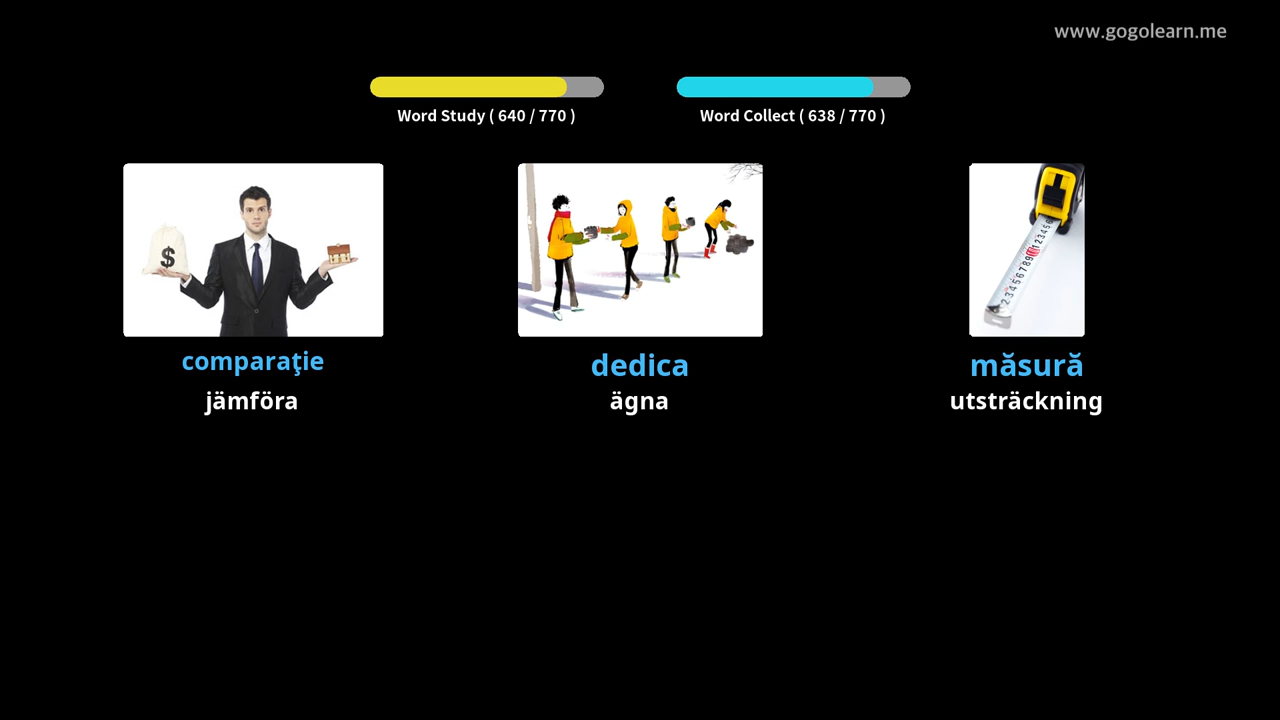 www.gogolearn.me
Word Study ( 640 / 770 )
Word Collect ( 638 / 770 )
$
comparaţie
dedica
măsură
jämföra
ägna
utsträckning